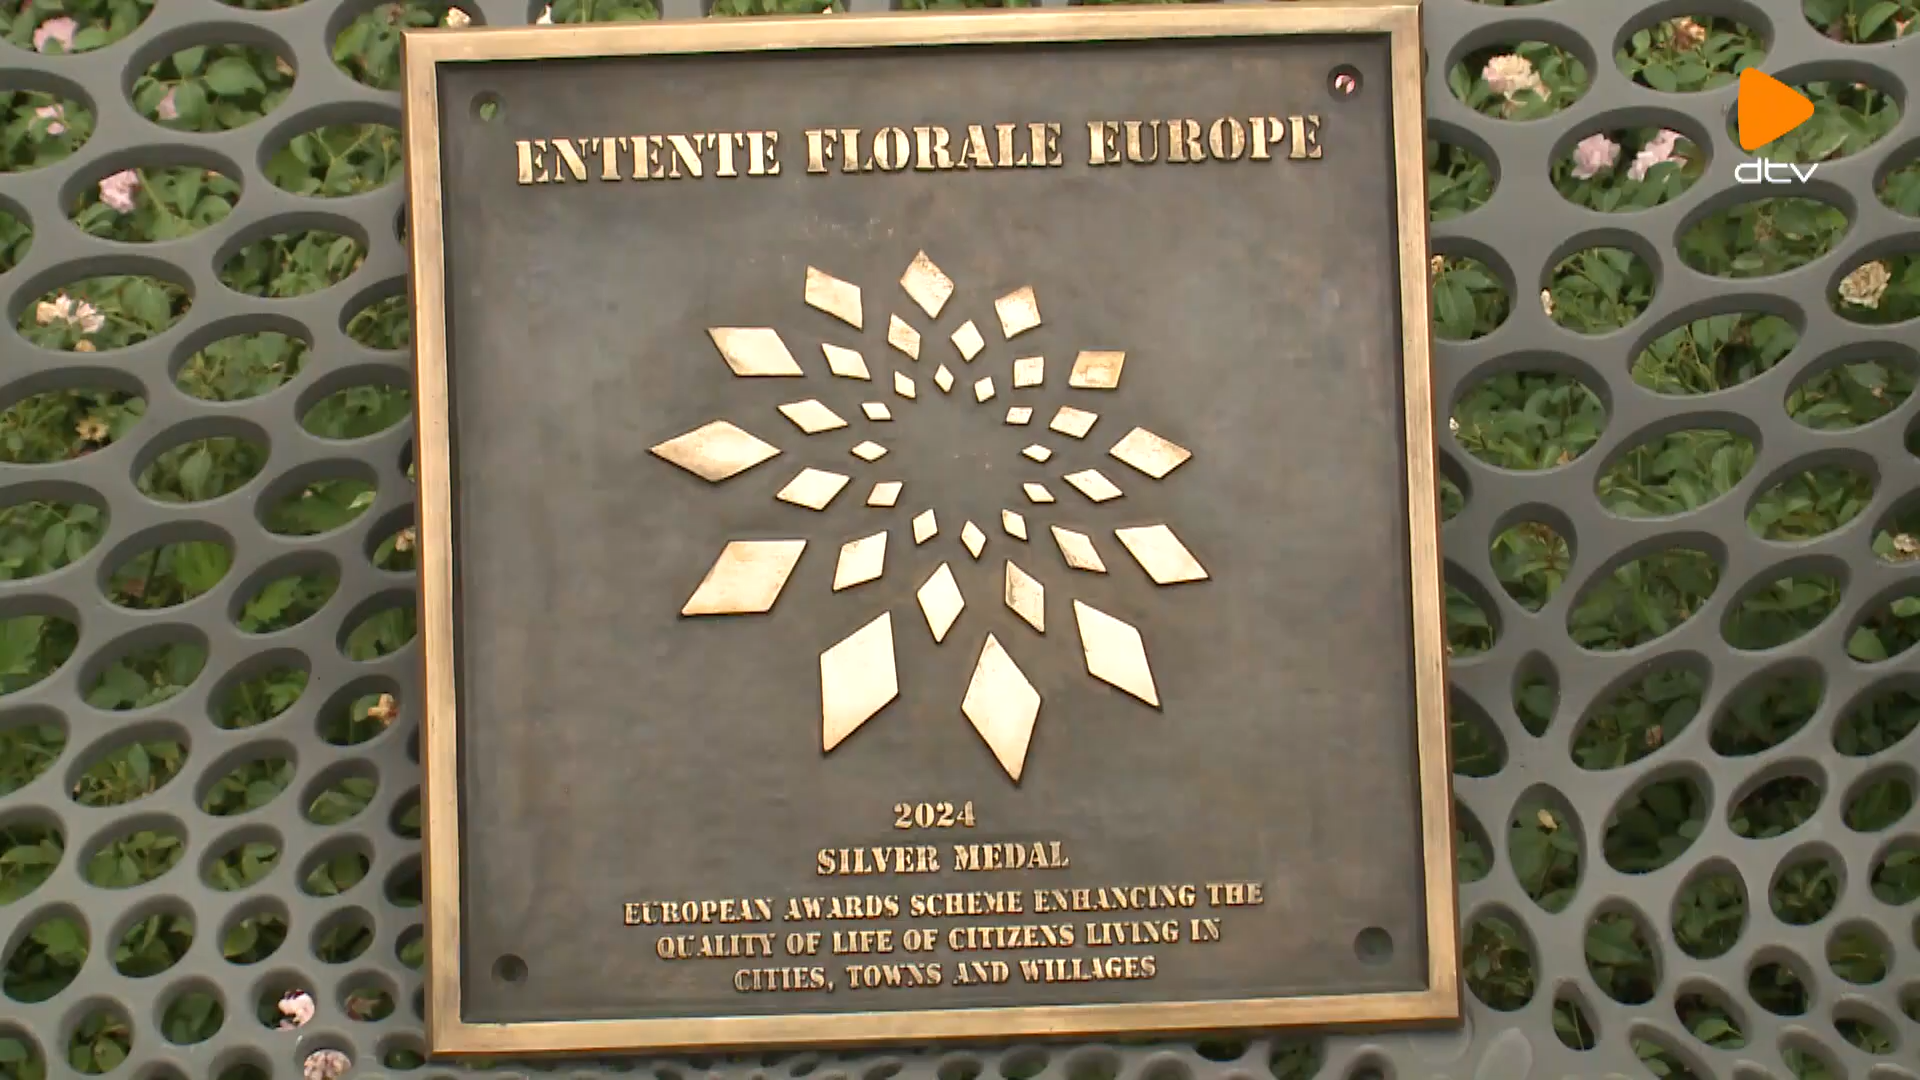 ENTENTE FLORALE EUROPE
dtv
2024
SILVER MEDAL
EUROPEAN AWARDS SCHEME ENHANCING THE
QUALITY OF LIFE OF CITIZENS LIVING IN
CITIES, TOWNS AND WILLAGES